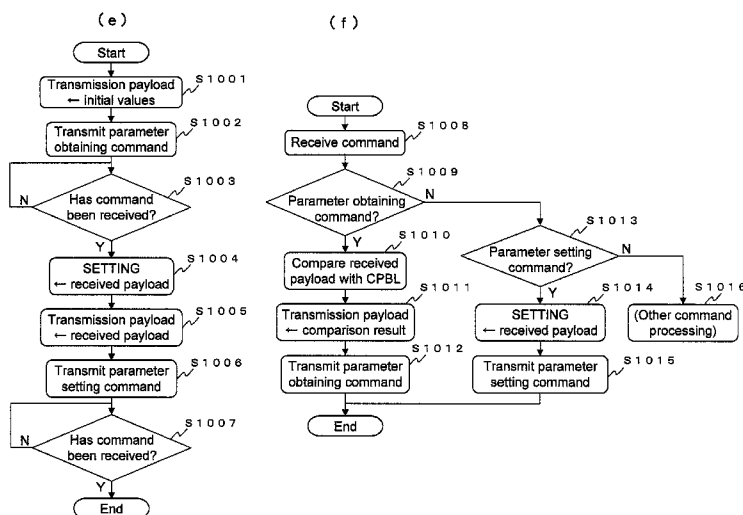 (e)
Start
S1001
Transmission payload
← initial values
S1002
Transmit parameter
obtaining command
S1003
Has command
been received?
N
Y
S1004
SETTING
← received payload
S1005
Transmission payload
← received payload
S1006
Transmit parameter
setting command
S1007
Has command
been received?
N
Y
End
(f)
Start
S1008
Receive command
S1009
Parameter obtaining
command?
N
Y
S1010
Compare received
payload with CPBL
S1011
Transmission payload
← comparison result
S1012
Transmit parameter
obtaining command
S1013
Parameter setting
command?
N
Y
S1014
SETTING
← received payload
S1015
Transmit parameter
setting command
S1016
(Other command
processing)
End